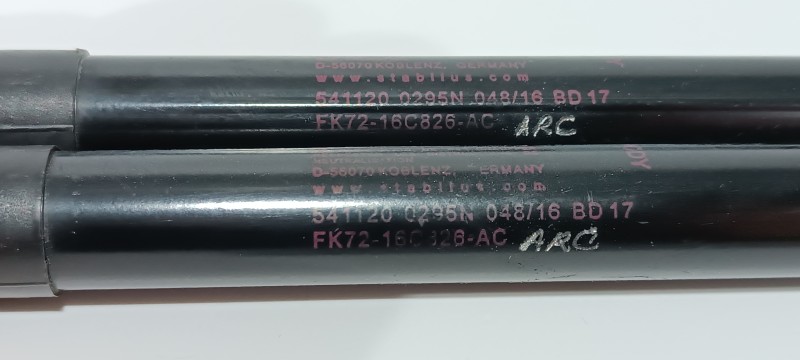 D-56070 KOBLENZ, GERMANY
www.stabilus.com
541120 0295N 048/16 BD 17
FK72-16C826-AC ARC
NEUTRALISATION
D-56070 KOBLENZ, GERMANY
www.stabilus.com
541120 0295N 048/16 BD 17
FK72-16C826-AC ARC